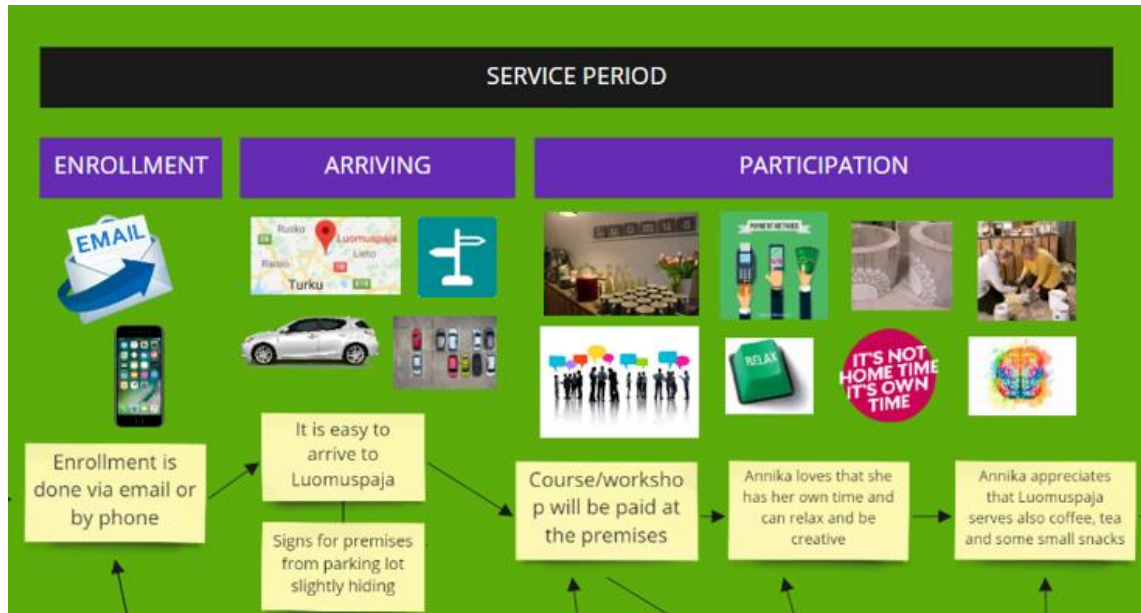 SERVICE PERIOD
ENROLLMENT
ARRIVING
PARTICIPATION
EMAIL
Rusko
Luomuspaja
Lieto
Raisio
Turku
PAYMENT METHODS
RELAX
IT'S NOT
HOME TIME
IT'S OWN
TIME
Enrollment is
done via email or
by phone
It is easy to
arrive to
Luomuspaja
Signs for premises
from parking lot
slightly hiding
Course/worksho
p will be paid at
the premises
Annika loves that she
has her own time and
can relax and be
creative
Annika appreciates
that Luomuspaja
serves also coffee, tea
and some small snacks